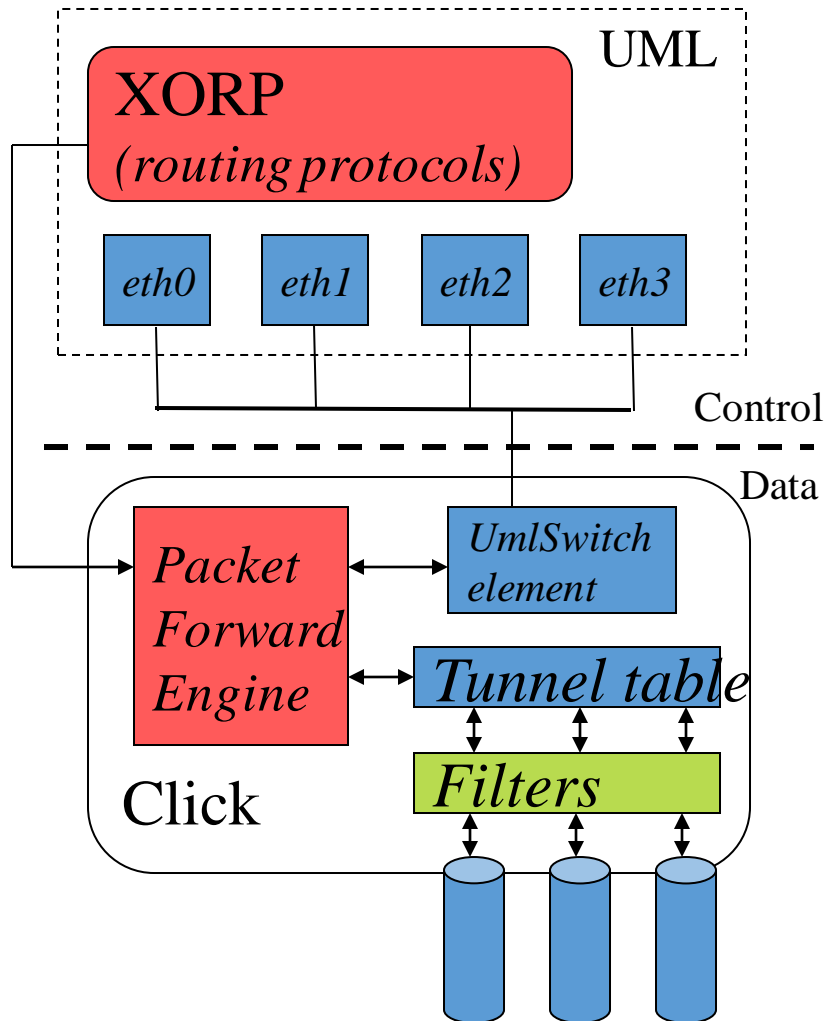 UML
XORP
(routing protocols)
eth0
eth1
eth2
eth3
Control
Data
Packet
Forward
Engine
UmlSwitch
element
Tunnel table
Filters
Click